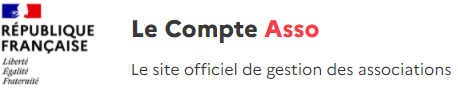 RÉPUBLIQUE
FRANÇAISE
Liberté
Égalité
Fraternité
Le Compte Asso
Le site officiel de gestion des associations